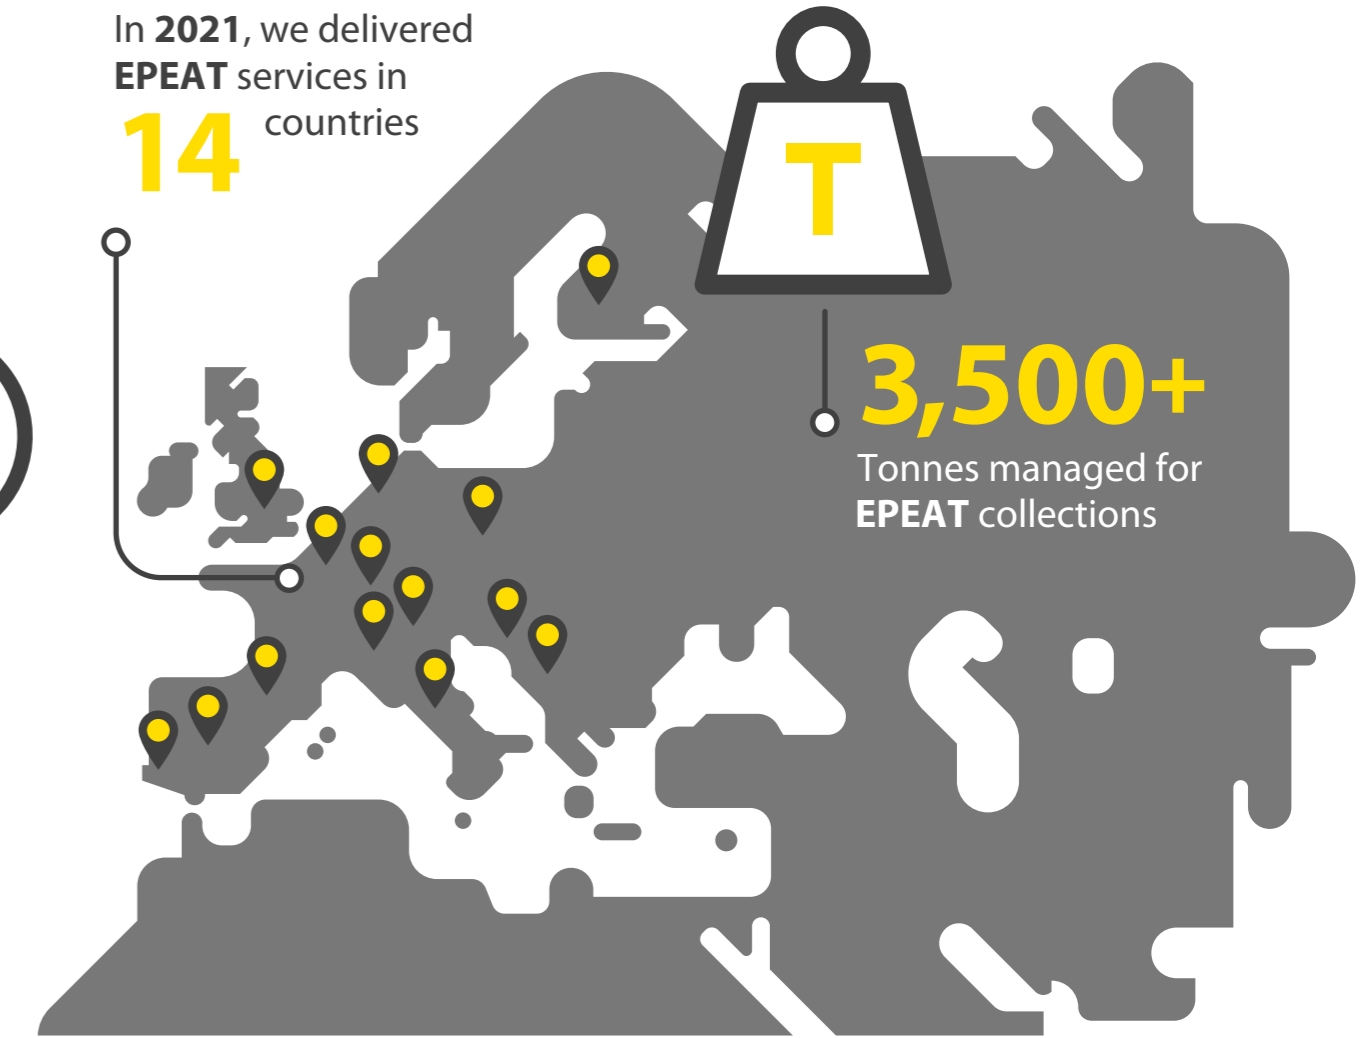 In 2021, we delivered
EPEAT services in
14 countries
T
3,500+
Tonnes managed for
EPEAT collections